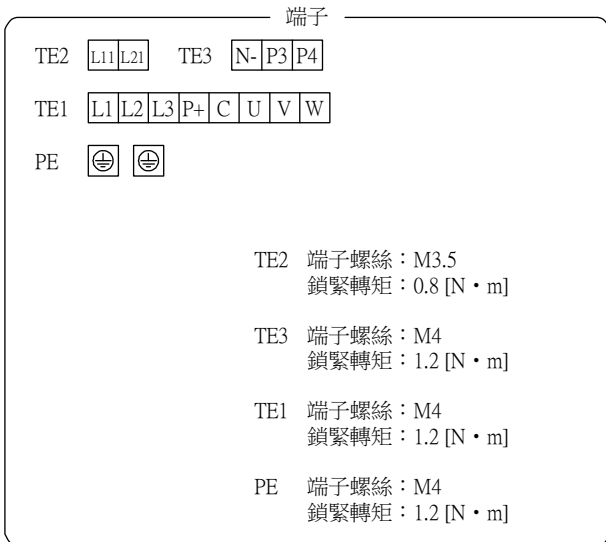 端子
TE2 L11 L21 TE3 N- P3 P4
TE1 L1 L2 L3 P+ C U V W
PE
TE2 端子螺絲：M3.5
鎖緊轉矩：0.8 [N・m]
TE3 端子螺絲：M4
鎖緊轉矩：1.2 [N・m]
TE1 端子螺絲：M4
鎖緊轉矩：1.2 [N・m]
PE 端子螺絲：M4
鎖緊轉矩：1.2 [N・m]